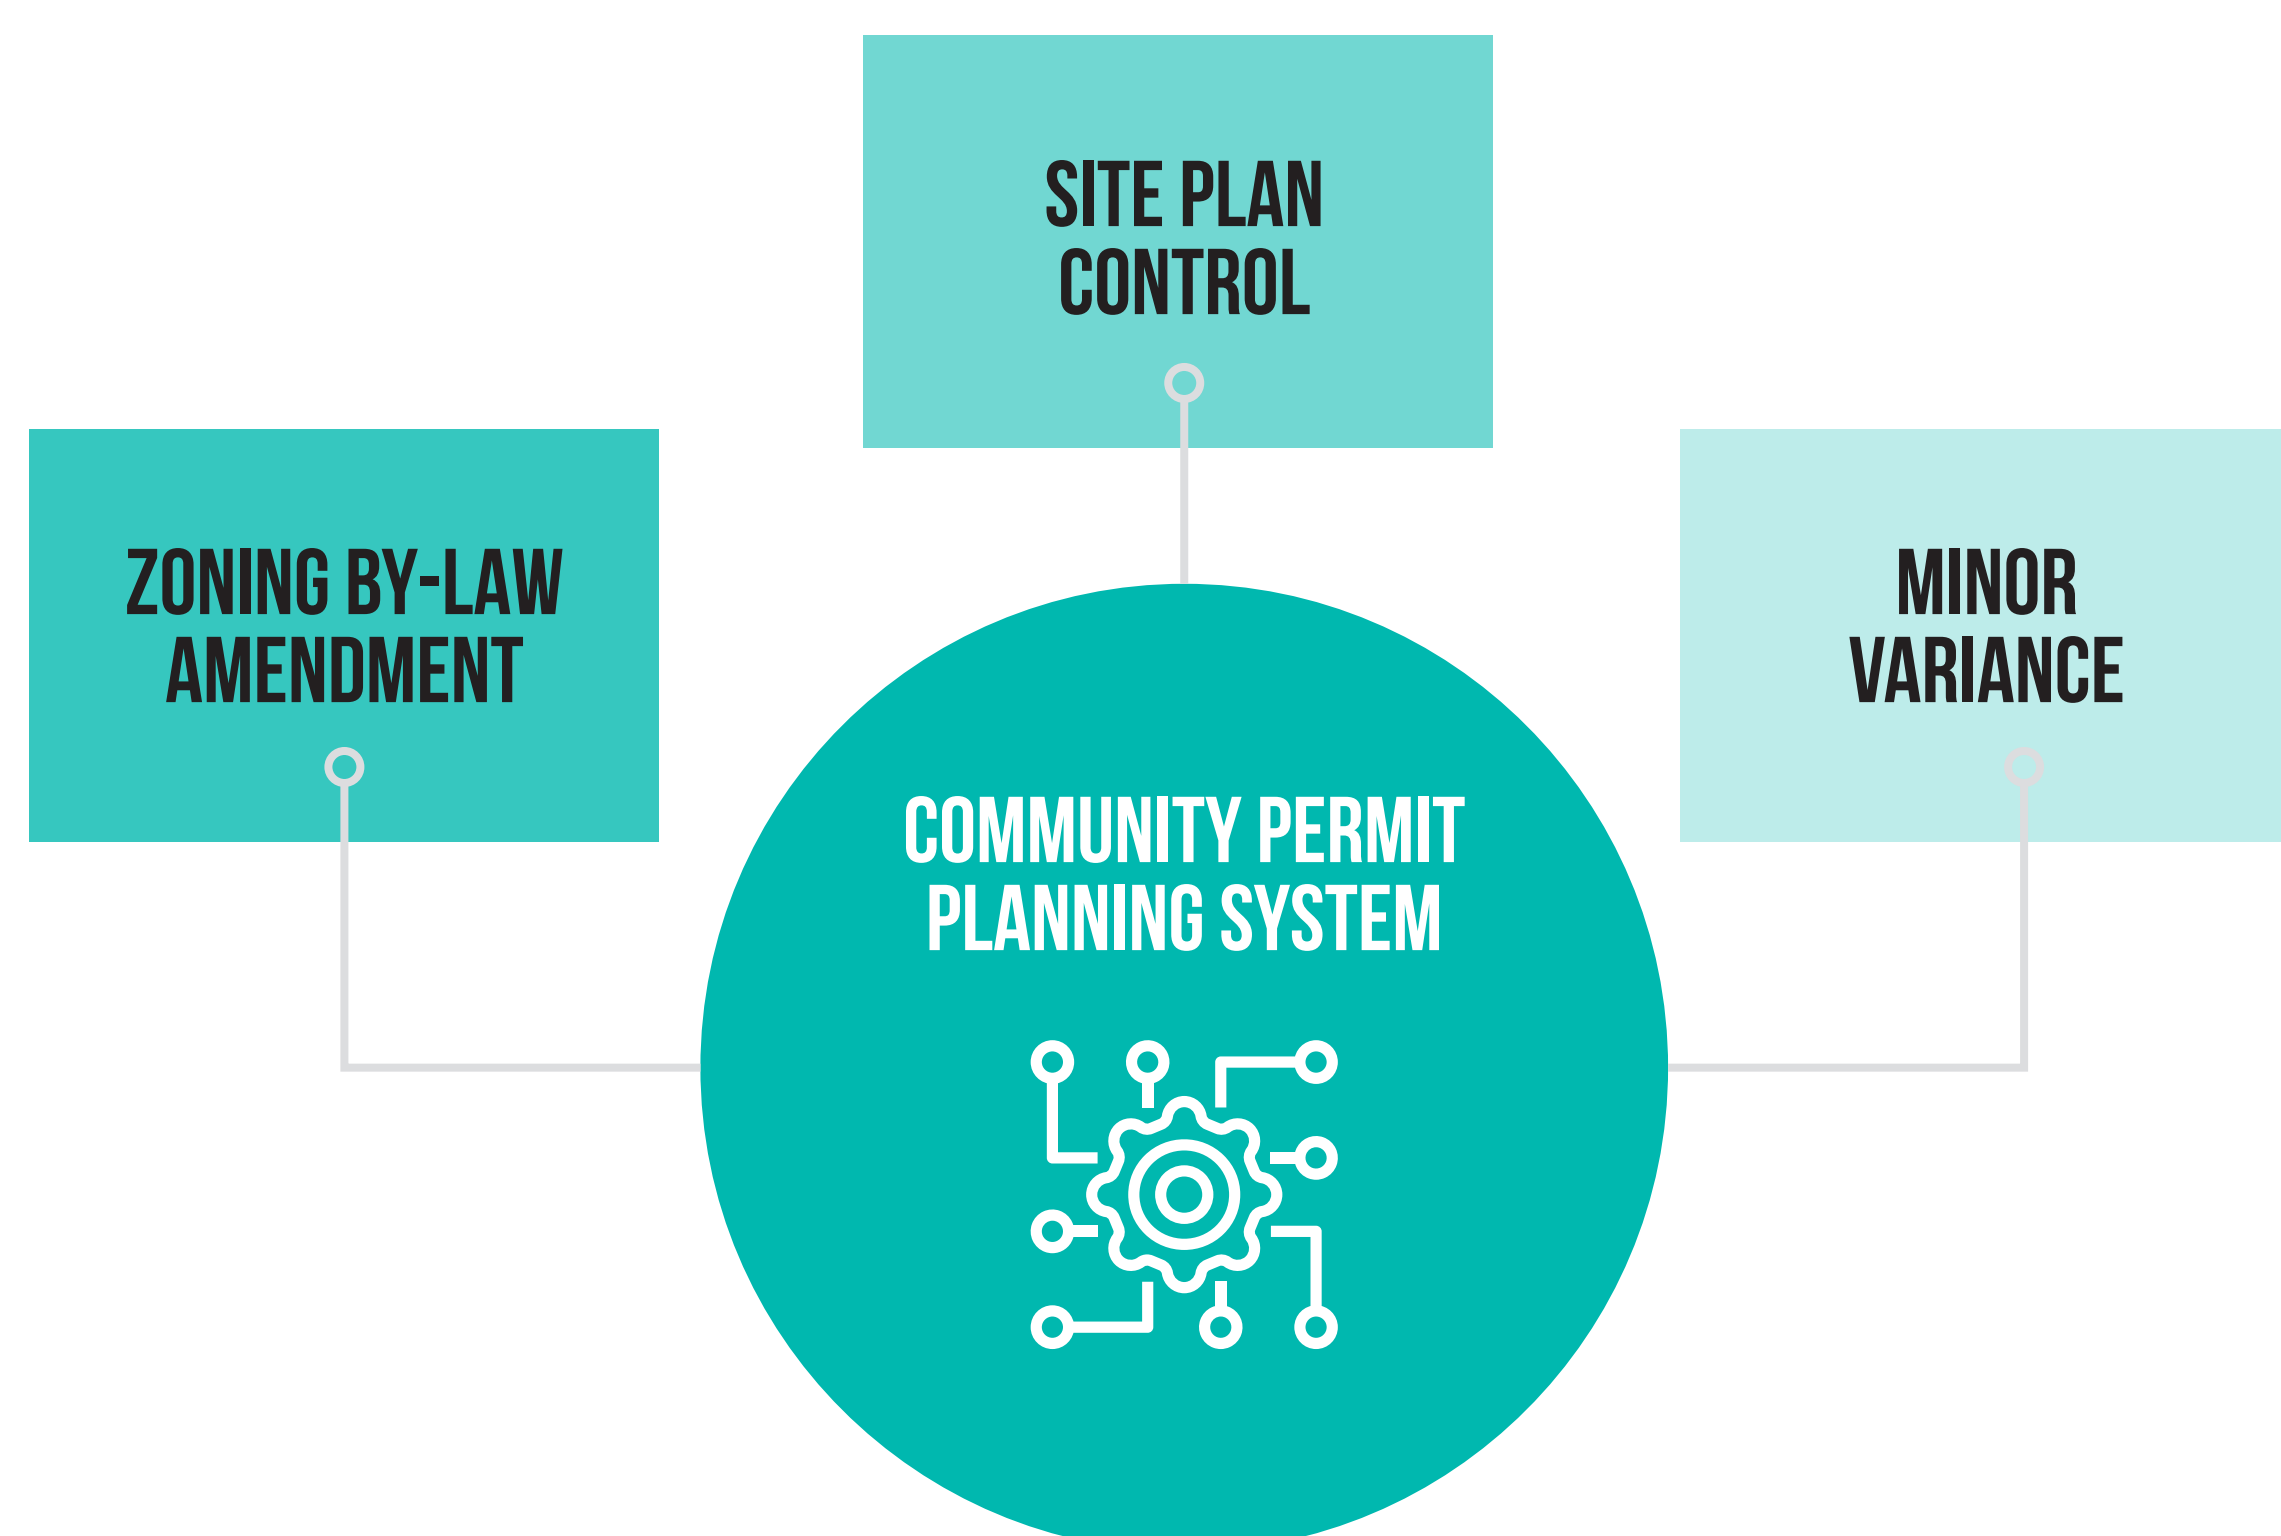 SITE PLAN
CONTROL
ZONING BY-LAW
AMENDMENT
MINOR
VARIANCE
COMMUNITY PERMIT
PLANNING SYSTEM